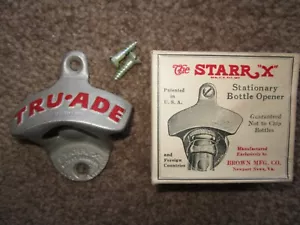 TRU·ADE
The STARR "X"
Stationary
Bottle Opener
Patented
in
U. S. A.
Guaranteed
Not to Chip
Bottles
and
Foreign
Countries
Manufactured
Exclusively by
BROWN MFG. CO.
Newport News, Va.